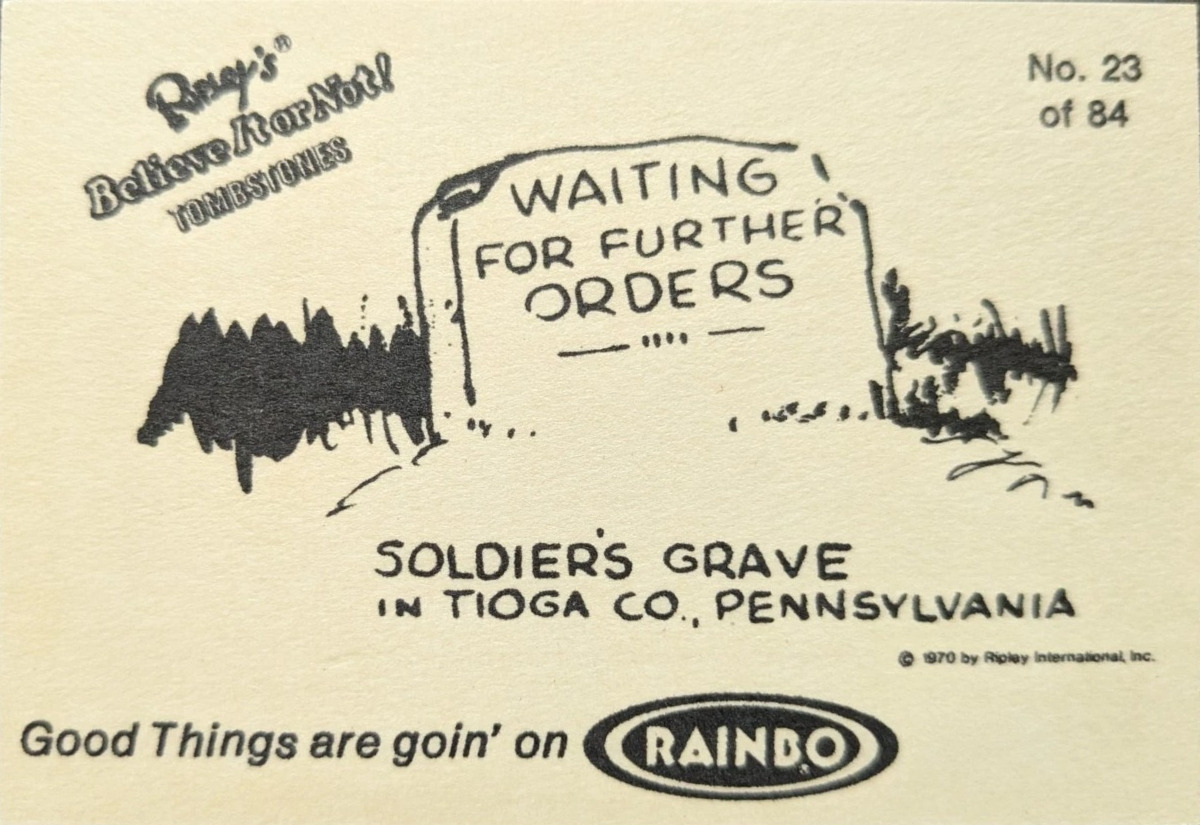 Ripley's®
Believe It or Not!
TOMBSTONES
No. 23
of 84
WAITING
FOR FURTHER
ORDERS
SOLDIER'S GRAVE
IN TIOGA CO., PENNSYLVANIA
© 1970 by Ripley International, Inc.
Good Things are goin' on RAINBO